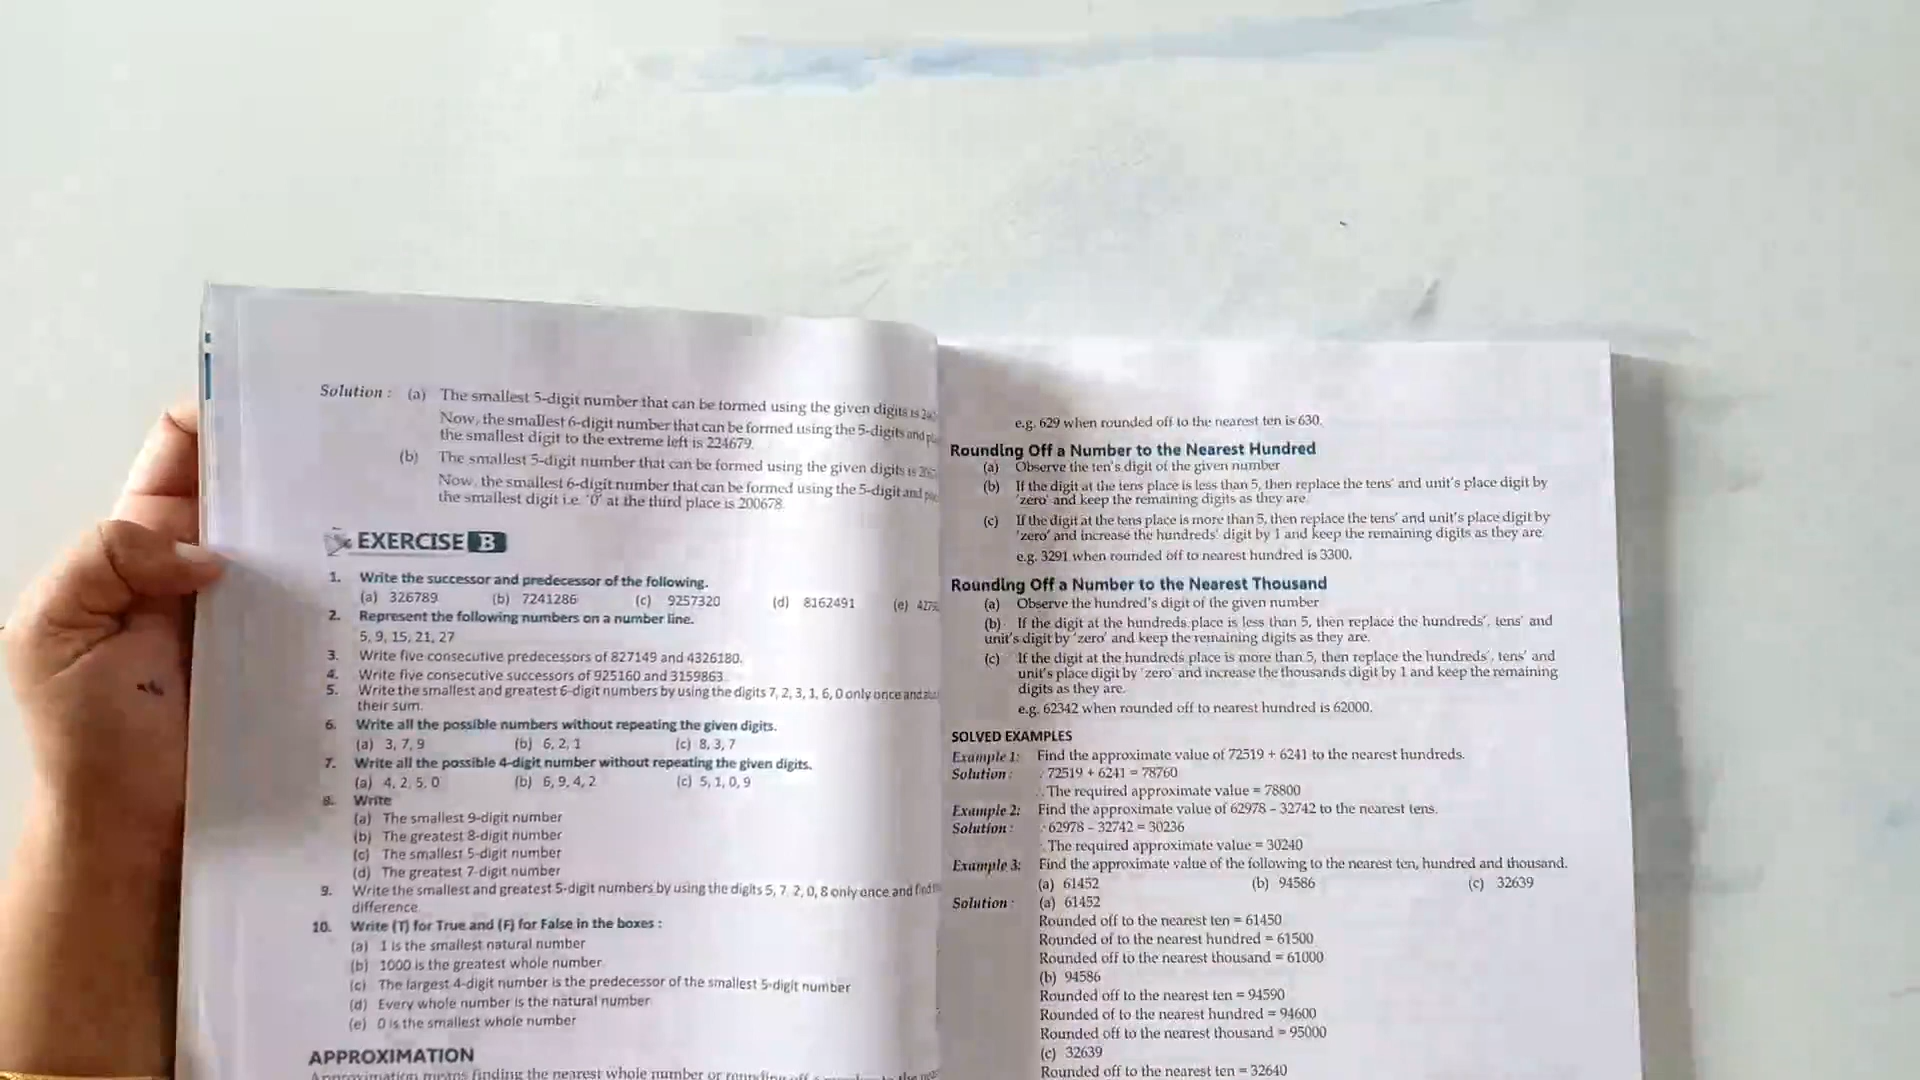 Solution : (a) The smallest 5-digit number that can be formed using the given digits is
Now, the smallest 6-digit number that can be formed using the 5-digits and
the smallest digit to the extreme left is 224679.
(b) The smallest 5-digit number that can be formed using the given digits is
Now, the smallest 6-digit number that can be formed using the 5-digit and
the smallest digit i.e. '0' at the third place is 200678.
EXERCISE B
1. Write the successor and predecessor of the following.
(a) 326789 (b) 7241286 (c) 9257320 (d) 8162491 (e)
2. Represent the following numbers on a number line.
5, 9, 15, 21, 27
3. Write five consecutive predecessors of 827149 and 4326180.
4. Write five consecutive successors of 925160 and 3159863.
5. Write the smallest and greatest 6-digit numbers by using the digits 7, 2, 3, 1, 6, 0 only once and
their sum.
6. Write all the possible numbers without repeating the given digits.
(a) 3, 7, 9 (b) 6, 2, 1 (c) 8, 3, 7
7. Write all the possible 4-digit number without repeating the given digits.
(a) 4, 2, 5, 0 (b) 6, 9, 4, 2 (c) 5, 1, 0, 9
8. Write
(a) The smallest 9-digit number
(b) The greatest 8-digit number
(c) The smallest 5-digit number
(d) The greatest 7-digit number
9. Write the smallest and greatest 5-digit numbers by using the digits 5, 7, 2, 0, 8 only once and find
difference.
10. Write (T) for True and (F) for False in the boxes :
(a) 1 is the smallest natural number
(b) 1000 is the greatest whole number
(c) The largest 4-digit number is the predecessor of the smallest 5-digit number
(d) Every whole number is the natural number
(e) 0 is the smallest whole number
APPROXIMATION
Approximation means finding the nearest whole number or rounding off a number to the
e.g. 629 when rounded off to the nearest ten is 630.
Rounding Off a Number to the Nearest Hundred
(a) Observe the ten's digit of the given number
(b) If the digit at the tens place is less than 5, then replace the tens' and unit's place digit by
'zero' and keep the remaining digits as they are.
(c) If the digit at the tens place is more than 5, then replace the tens' and unit's place digit by
'zero' and increase the hundreds' digit by 1 and keep the remaining digits as they are.
e.g. 3291 when rounded off to nearest hundred is 3300.
Rounding Off a Number to the Nearest Thousand
(a) Observe the hundred's digit of the given number
(b) If the digit at the hundreds place is less than 5, then replace the hundreds', tens' and
unit's digit by 'zero' and keep the remaining digits as they are.
(c) If the digit at the hundreds place is more than 5, then replace the hundreds', tens' and
unit's place digit by 'zero' and increase the thousands digit by 1 and keep the remaining
digits as they are.
e.g. 62342 when rounded off to nearest hundred is 62000.
SOLVED EXAMPLES
Example 1: Find the approximate value of 72519 + 6241 to the nearest hundreds.
Solution : ∵ 72519 + 6241 = 78760
∴ The required approximate value = 78800
Example 2: Find the approximate value of 62978 – 32742 to the nearest tens.
Solution : ∵ 62978 – 32742 = 30236
∴ The required approximate value = 30240
Example 3: Find the approximate value of the following to the nearest ten, hundred and thousand.
(a) 61452 (b) 94586 (c) 32639
Solution : (a) 61452
Rounded off to the nearest ten = 61450
Rounded of to the nearest hundred = 61500
Rounded off to the nearest thousand = 61000
(b) 94586
Rounded off to the nearest ten = 94590
Rounded of to the nearest hundred = 94600
Rounded off to the nearest thousand = 95000
(c) 32639
Rounded off to the nearest ten = 32640